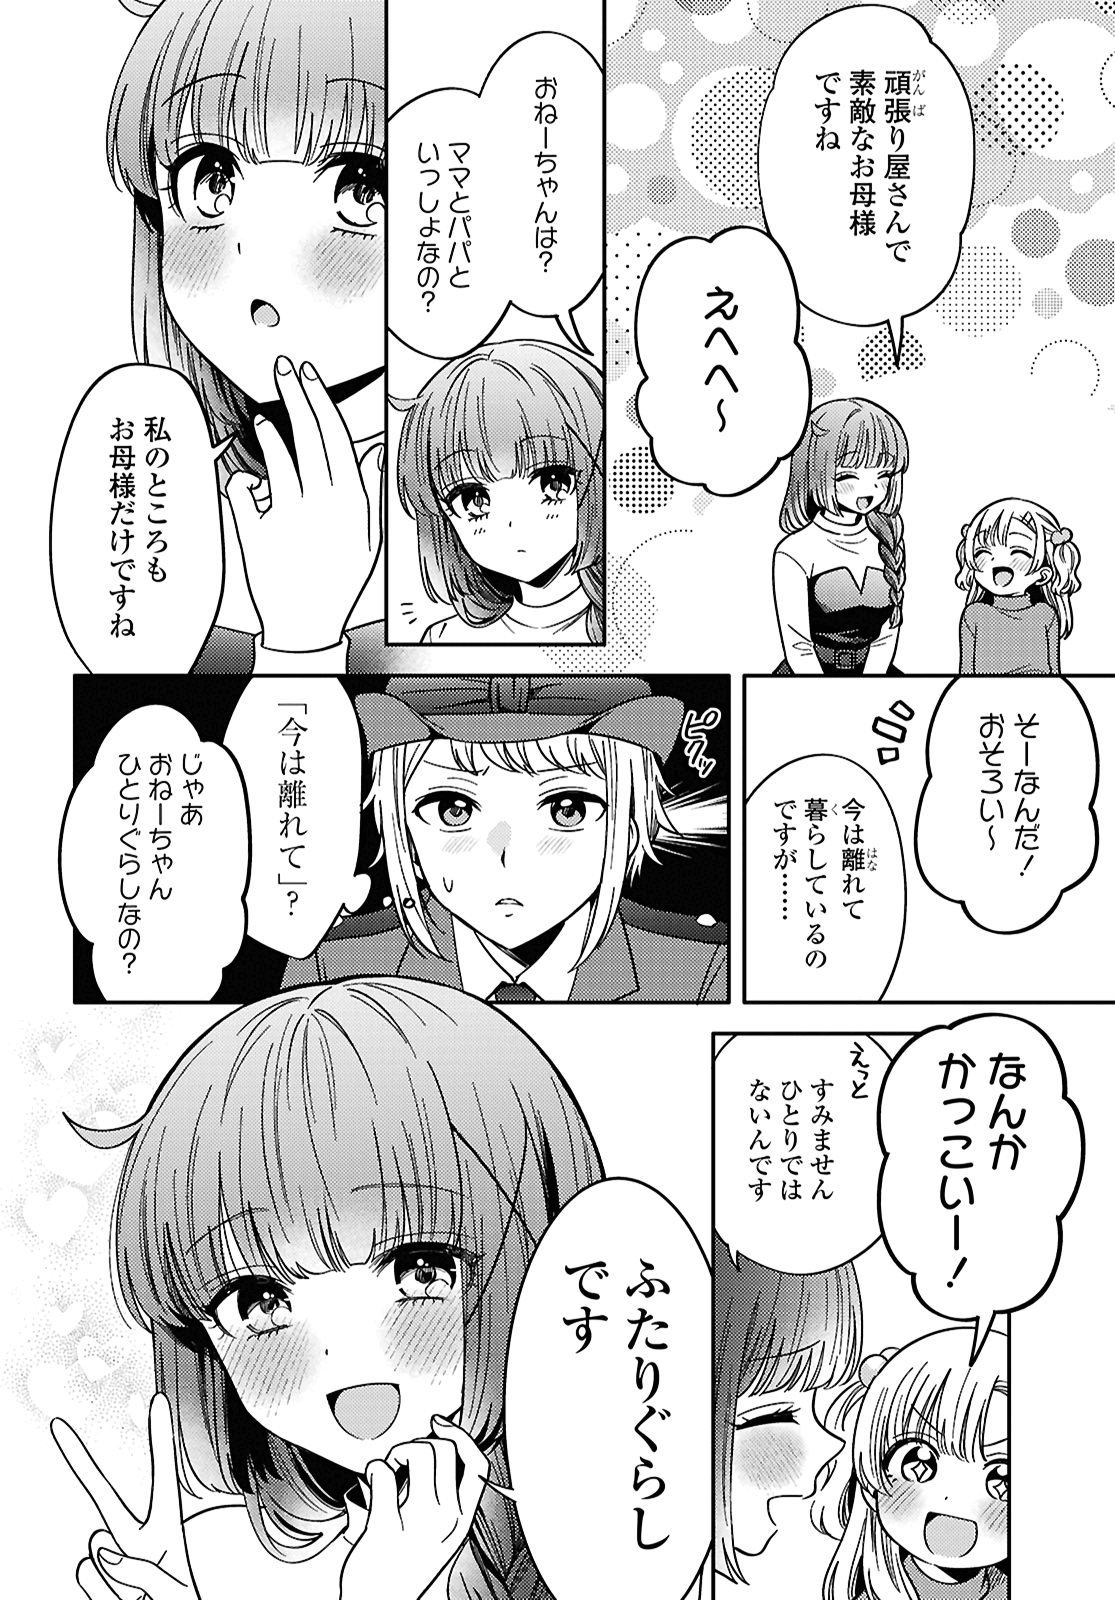 頑張り屋さんで
素敵なお母様
ですね
がんば
えへへ～
おねーちゃんは?
ママとパパと
いっしょなの?
私のところも
お母様だけですね
そーなんだ!
おそろい～
今は離れて
暮らしているの
ですが……
はな
く
ピリッ
「今は離れて」?
じゃあ
おねーちゃん
ひとりぐらしなの?
なんか
かっこいー!
えっと
すみません
ひとりでは
ないんです
ふたりぐらし
です